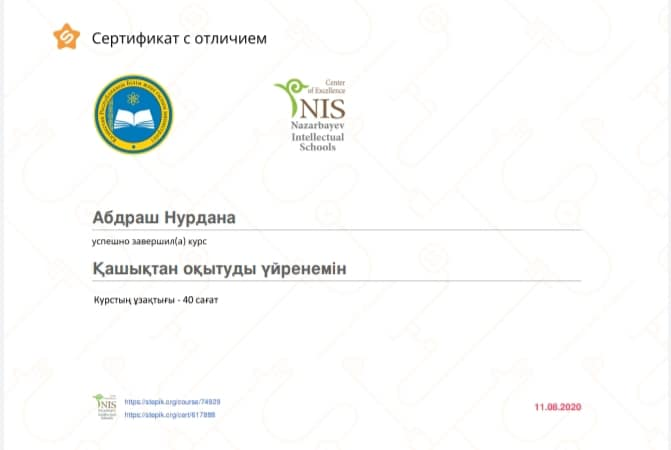 Сертификат с отличием
Center
of Excellence
NIS
Nazarbayev
Intellectual
Schools
Абдраш Нурдана
успешно завершил(а) курс
Қашықтан оқытуды үйренемін
Курстың ұзақтығы - 40 сағат
NIS
https://stepik.org/course/74929
https://stepik.org/cert/617888
11.08.2020